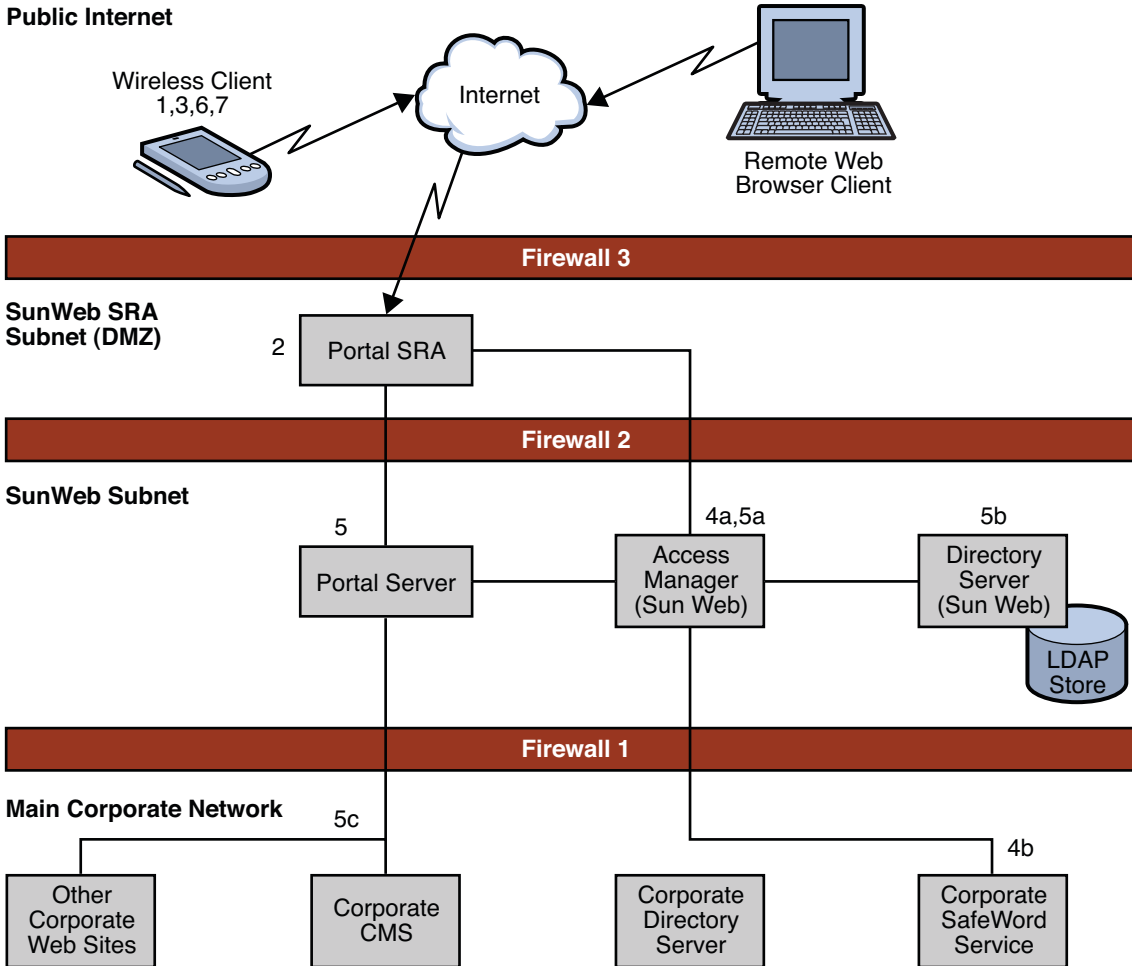 Public Internet
Wireless Client
1,3,6,7
Internet
Remote Web
Browser Client
Firewall 3
SunWeb SRA
Subnet (DMZ)
2
Portal SRA
Firewall 2
SunWeb Subnet
5
Portal Server
4a,5a
Access
Manager
(Sun Web)
5b
Directory
Server
(Sun Web)
LDAP
Store
Firewall 1
Main Corporate Network
5c
4b
Other
Corporate
Web Sites
Corporate
CMS
Corporate
Directory
Server
Corporate
SafeWord
Service